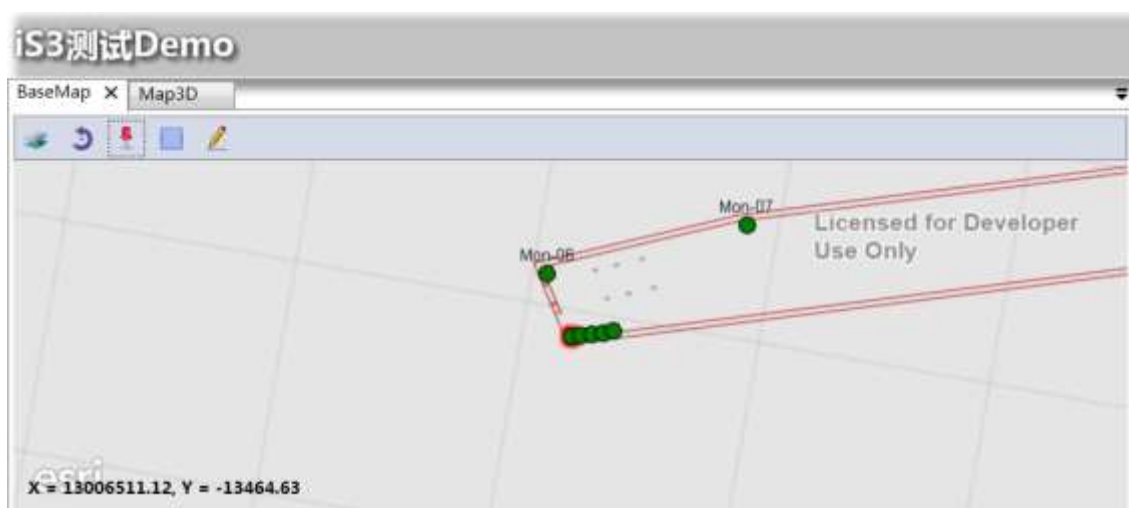 iS3测试Demo
BaseMap X Map3D
Mon-07
Licensed for Developer
Use Only
Mon-06
esri
X = 13006511.12, Y = -13464.63